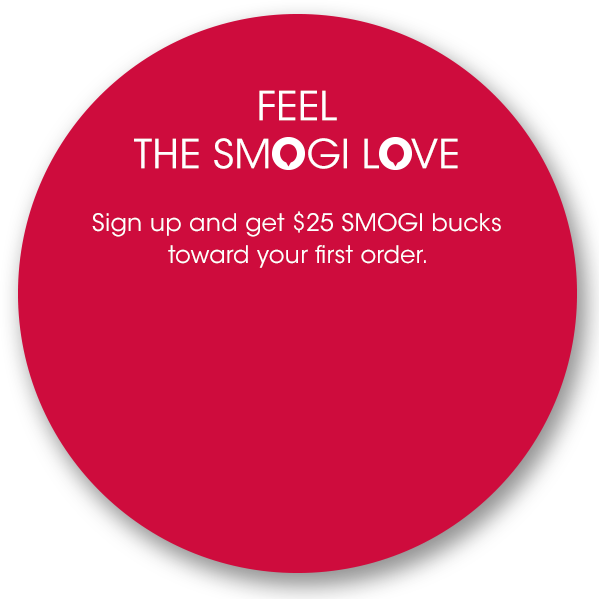 FEEL
THE SMOGI LOVE
Sign up and get $25 SMOGI bucks
toward your first order.